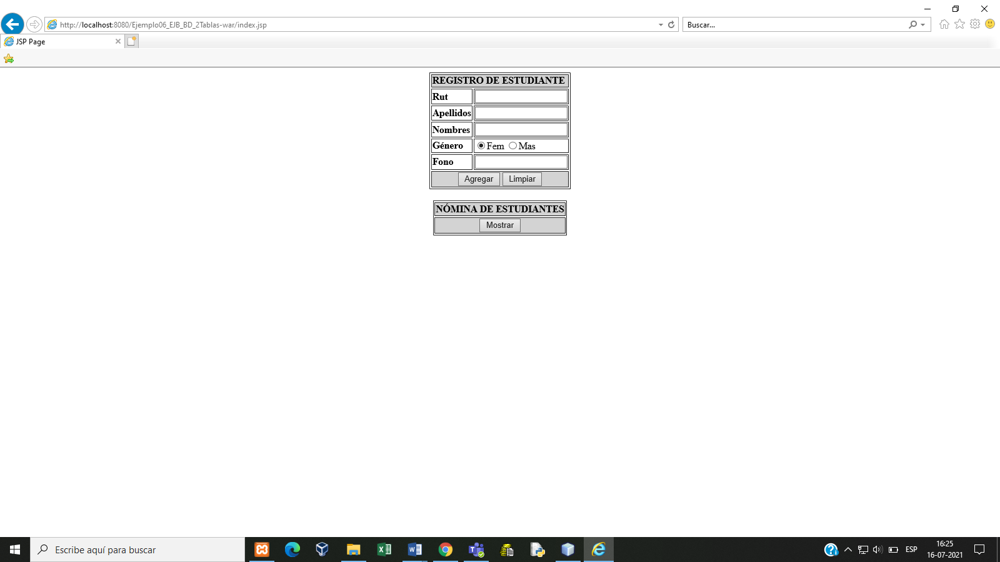 http://localhost:8080/Ejemplo06_EJB_BD_2Tablas-war/index.jsp
Buscar...
JSP Page
REGISTRO DE ESTUDIANTE
Rut
Apellidos
Nombres
Género Fem Mas
Fono
Agregar Limpiar
NÓMINA DE ESTUDIANTES
Mostrar
Escribe aquí para buscar
ESP
16:25
16-07-2021